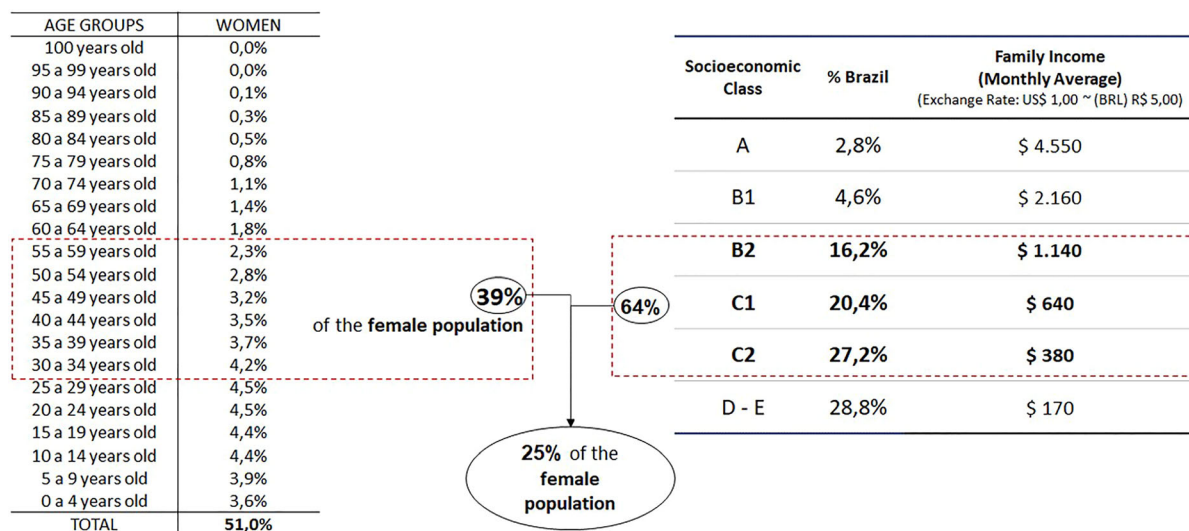 AGE GROUPS WOMEN
100 years old 0,0%
95 a 99 years old 0,0%
90 a 94 years old 0,1%
85 a 89 years old 0,3%
80 a 84 years old 0,5%
75 a 79 years old 0,8%
70 a 74 years old 1,1%
65 a 69 years old 1,4%
60 a 64 years old 1,8%
55 a 59 years old 2,3%
50 a 54 years old 2,8%
45 a 49 years old 3,2%
40 a 44 years old 3,5%
35 a 39 years old 3,7%
30 a 34 years old 4,2%
25 a 29 years old 4,5%
20 a 24 years old 4,5%
15 a 19 years old 4,4%
10 a 14 years old 4,4%
5 a 9 years old 3,9%
0 a 4 years old 3,6%
TOTAL 51,0%
39%
of the female population
64%
25% of the
female
population
Socioeconomic
Class
% Brazil
Family Income
(Monthly Average)
(Exchange Rate: US$ 1,00 ~ (BRL) R$ 5,00)
A 2,8% $ 4.550
B1 4,6% $ 2.160
B2 16,2% $ 1.140
C1 20,4% $ 640
C2 27,2% $ 380
D - E 28,8% $ 170